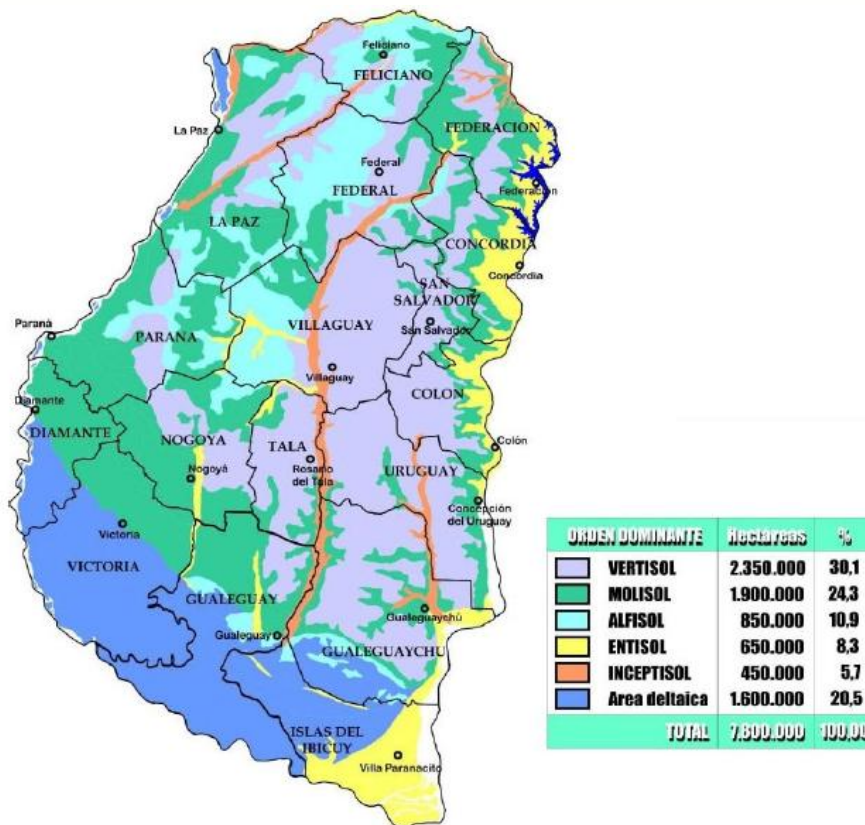 Feliciano
FELICIANO
La Paz
FEDERACION
Federal
FEDERAL
Federación
LA PAZ
CONCORDIA
Concordia
SAN
SALVADOR
San Salvador
Paraná
PARANA
VILLAGUAY
Villaguay
COLON
Diamante
DIAMANTE
NOGOYA
TALA
Colón
Nogoyá
Rosario
del Tala
URUGUAY
Concepción
del Uruguay
Victoria
VICTORIA
GUALEGUAY
Gualeguaychú
Gualeguay
GUALEGUAYCHU
ISLAS DEL
IBICUY
Villa Paranacito
ORDEN DOMINANTE Hectáreas %
VERTISOL 2.350.000 30,1
MOLISOL 1.900.000 24,3
ALFISOL 850.000 10,9
ENTISOL 650.000 8,3
INCEPTISOL 450.000 5,7
Area deltaica 1.600.000 20,5
TOTAL 7.800.000 100,00